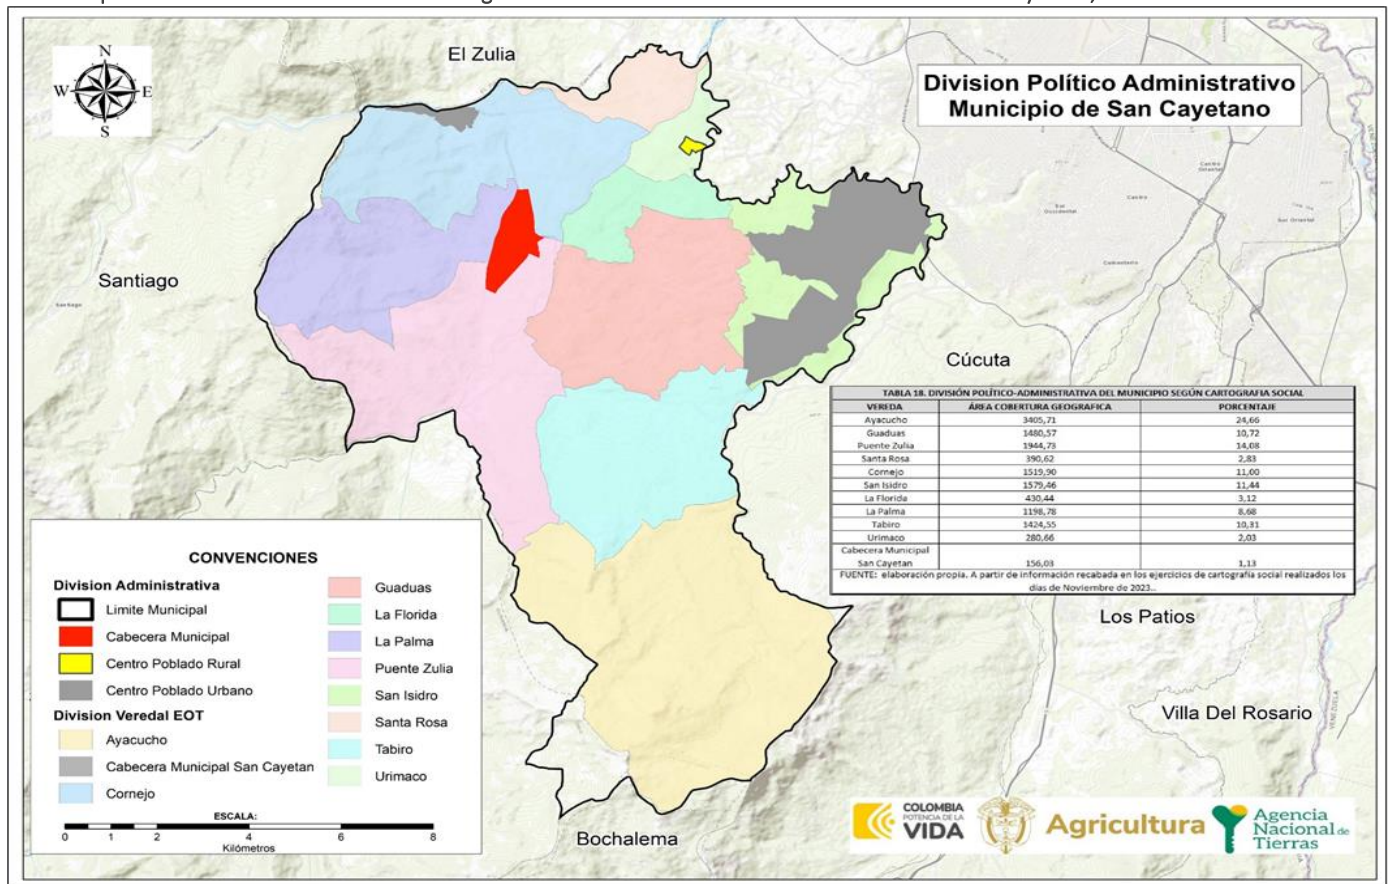 El Zulia
N
W E
S
Division Político Administrativo
Municipio de San Cayetano
Santiago
Cúcuta
TABLA 18. DIVISIÓN POLÍTICO-ADMINISTRATIVA DEL MUNICIPIO SEGÚN CARTOGRAFIA SOCIAL
VEREDA ÁREA COBERTURA GEOGRAFICA PORCENTAJE
Ayacucho 3405,71 24,66
Guaduas 1480,57 10,72
Puente Zulia 1944,73 14,08
Santa Rosa 390,62 2,83
Cornejo 1519,90 11,00
San Isidro 1579,46 11,44
La Florida 430,44 3,12
La Palma 1198,78 8,68
Tabiro 1424,55 10,31
Urimaco 280,66 2,03
Cabecera Municipal
San Cayetan 156,03 1,13
FUENTE: elaboración propia. A partir de información recabada en los ejercicios de cartografia social realizados los
días de Noviembre de 2023..
Los Patios
Villa Del Rosario
Bochalema
CONVENCIONES
Division Administrativa
Limite Municipal
Cabecera Municipal
Centro Poblado Rural
Centro Poblado Urbano
Division Veredal EOT
Ayacucho
Cabecera Municipal San Cayetan
Cornejo
Guaduas
La Florida
La Palma
Puente Zulia
San Isidro
Santa Rosa
Tabiro
Urimaco
ESCALA:
0 1 2 4 6 8
Kilómetros
COLOMBIA
POTENCIA DE LA
VIDA
Agricultura
Agencia
Nacional de
Tierras